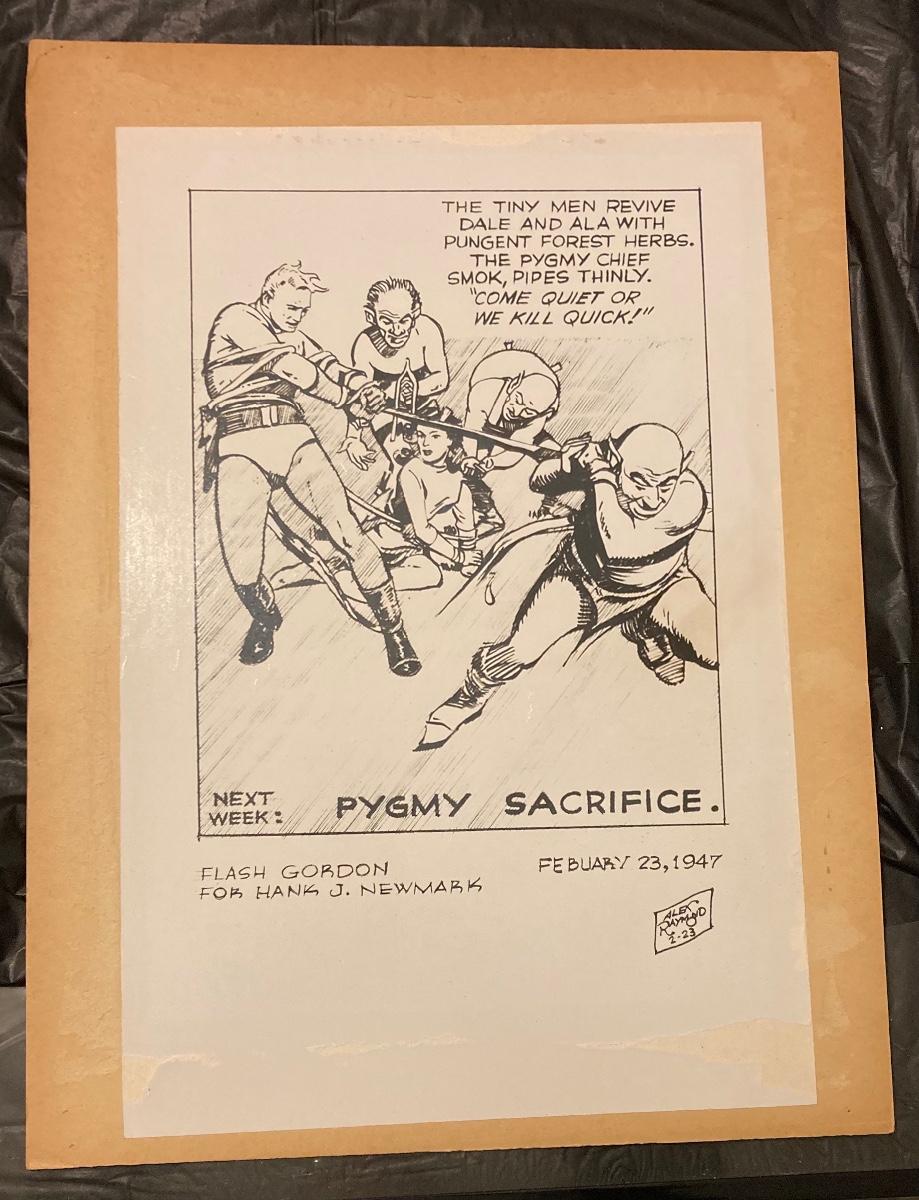 THE TINY MEN REVIVE
DALE AND ALA WITH
PUNGENT FOREST HERBS.
THE PYGMY CHIEF
SMOK, PIPES THINLY.
"COME QUIET OR
WE KILL QUICK!"
NEXT
WEEK:
PYGMY SACRIFICE.
FLASH GORDON
FOR HANK J. NEWMARK
FEBUARY 23,1947
ALEX
RAYMOND
2-23